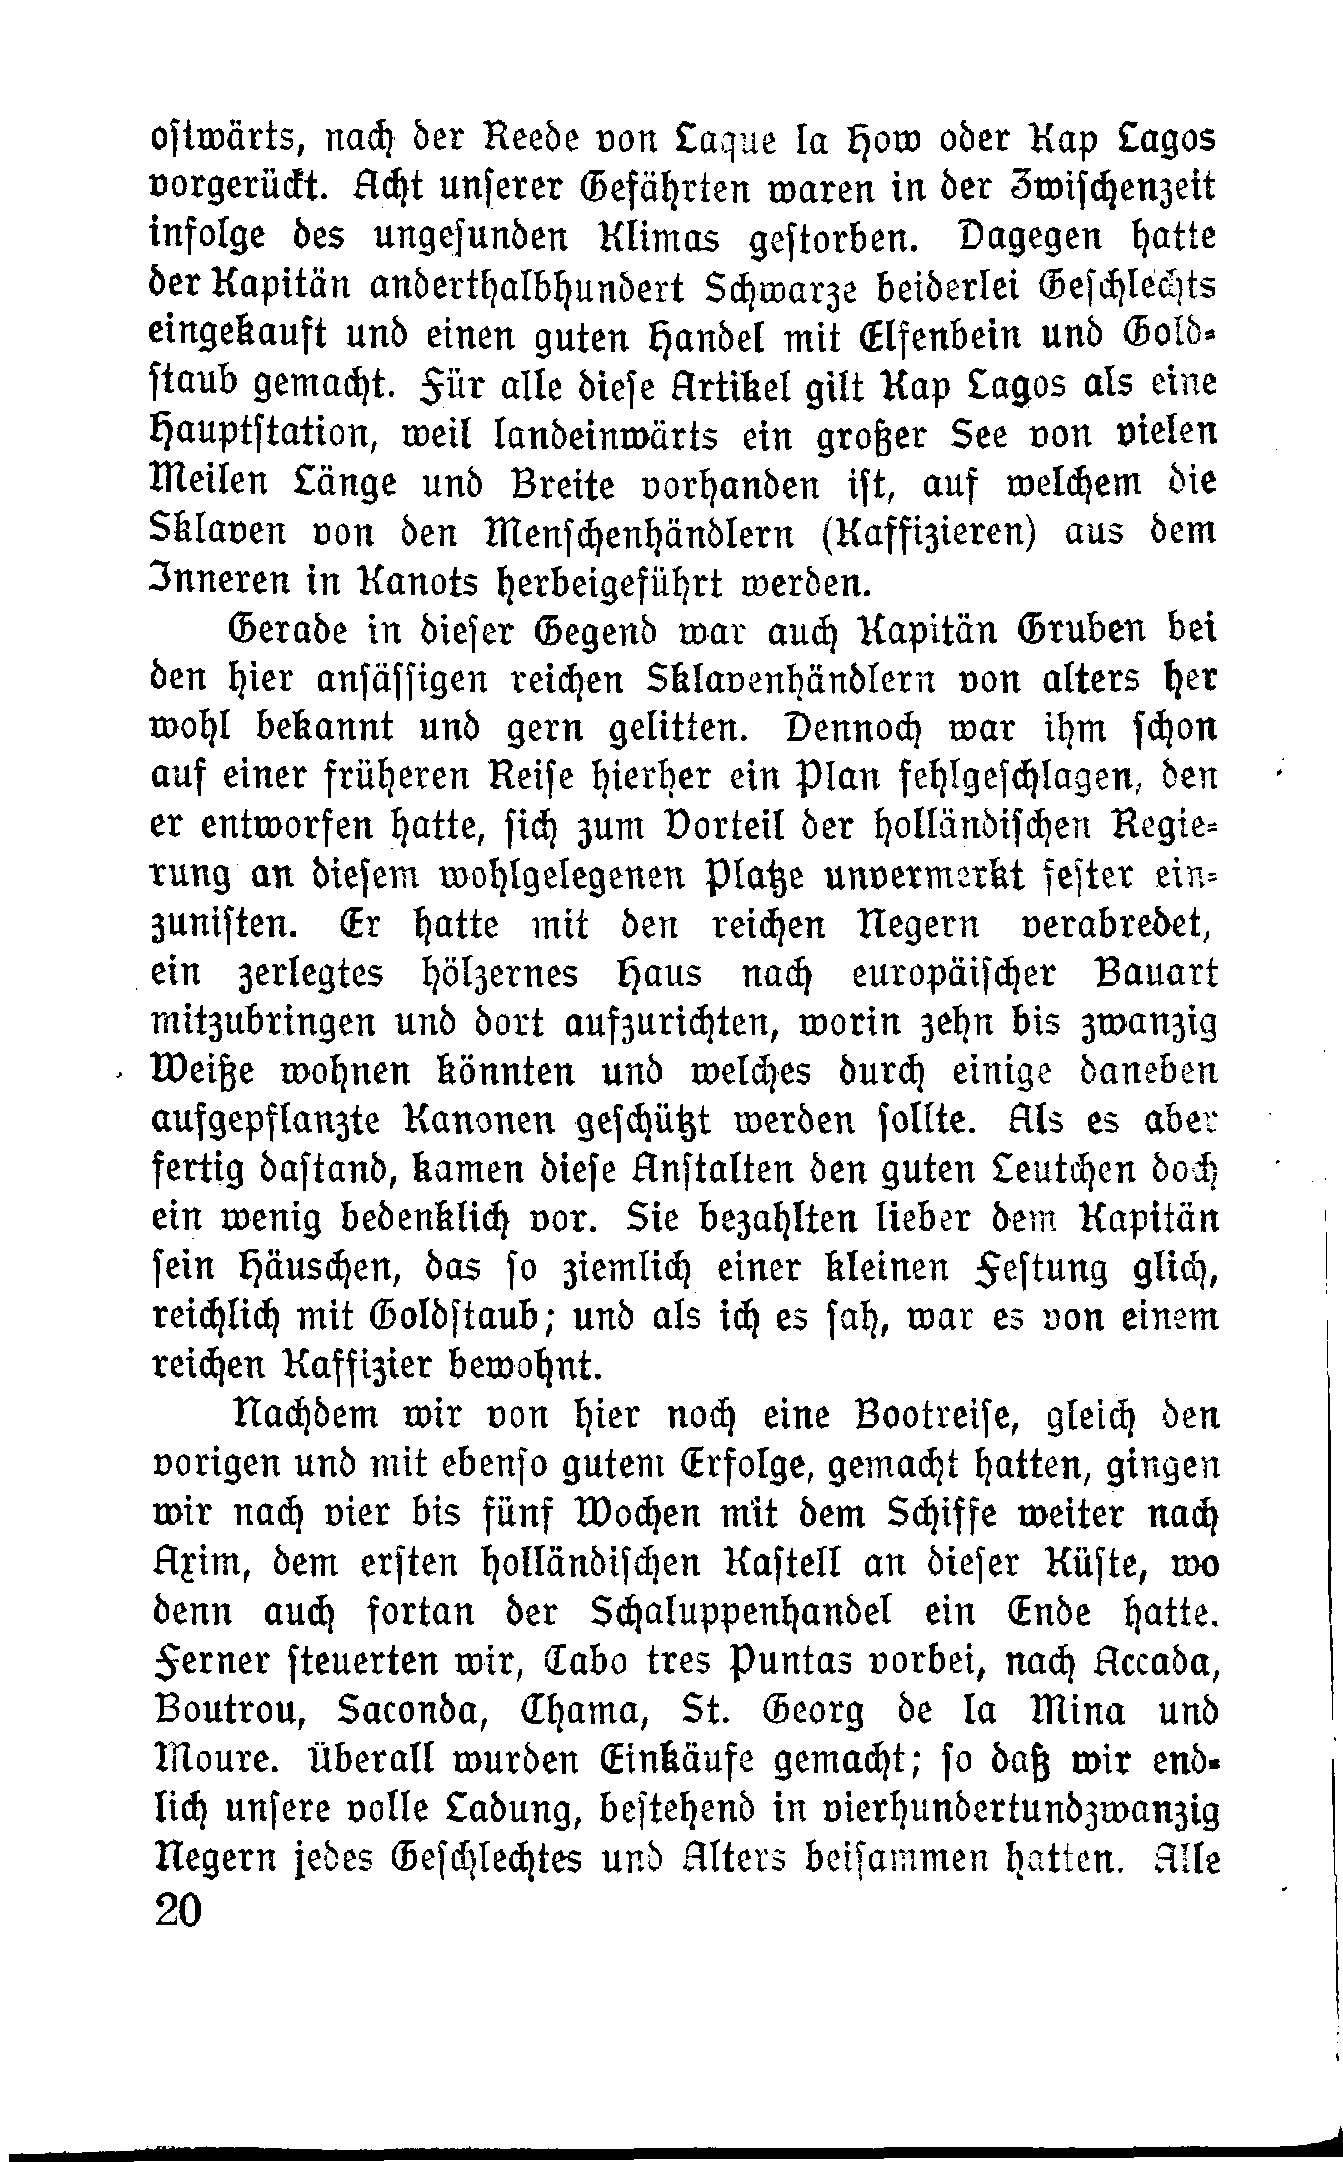 ostwärts, nach der Reede von Laque la How oder Kap Lagos
vorgerückt. Acht unserer Gefährten waren in der Zwischenzeit
infolge des ungesunden Klimas gestorben. Dagegen hatte
der Kapitän anderthalbhundert Schwarze beiderlei Geschlechts
eingekauft und einen guten Handel mit Elfenbein und Gold-
staub gemacht. Für alle diese Artikel gilt Kap Lagos als eine
Hauptstation, weil landeinwärts ein großer See von vielen
Meilen Länge und Breite vorhanden ist, auf welchem die
Sklaven von den Menschenhändlern (Kaffizieren) aus dem
Inneren in Kanots herbeigeführt werden.
Gerade in dieser Gegend war auch Kapitän Gruben bei
den hier ansässigen reichen Sklavenhändlern von alters her
wohl bekannt und gern gelitten. Dennoch war ihm schon
auf einer früheren Reise hierher ein Plan fehlgeschlagen, den
er entworfen hatte, sich zum Vorteil der holländischen Regie-
rung an diesem wohlgelegenen Platze unvermerkt fester ein-
zunisten. Er hatte mit den reichen Negern verabredet,
ein zerlegtes hölzernes Haus nach europäischer Bauart
mitzubringen und dort aufzurichten, worin zehn bis zwanzig
Weiße wohnen könnten und welches durch einige daneben
aufgepflanzte Kanonen geschützt werden sollte. Als es aber
fertig dastand, kamen diese Anstalten den guten Leutchen doch
ein wenig bedenklich vor. Sie bezahlten lieber dem Kapitän
sein Häuschen, das so ziemlich einer kleinen Festung glich,
reichlich mit Goldstaub; und als ich es sah, war es von einem
reichen Kaffizier bewohnt.
Nachdem wir von hier noch eine Bootreise, gleich den
vorigen und mit ebenso gutem Erfolge, gemacht hatten, gingen
wir nach vier bis fünf Wochen mit dem Schiffe weiter nach
Axim, dem ersten holländischen Kastell an dieser Küste, wo
denn auch fortan der Schaluppenhandel ein Ende hatte.
Ferner steuerten wir, Cabo tres Puntas vorbei, nach Accada,
Boutrou, Saconda, Chama, St. Georg de la Mina und
Moure. Überall wurden Einkäufe gemacht; so daß wir end-
lich unsere volle Ladung, bestehend in vierhundertundzwanzig
Negern jedes Geschlechtes und Alters beisammen hatten. Alle
20